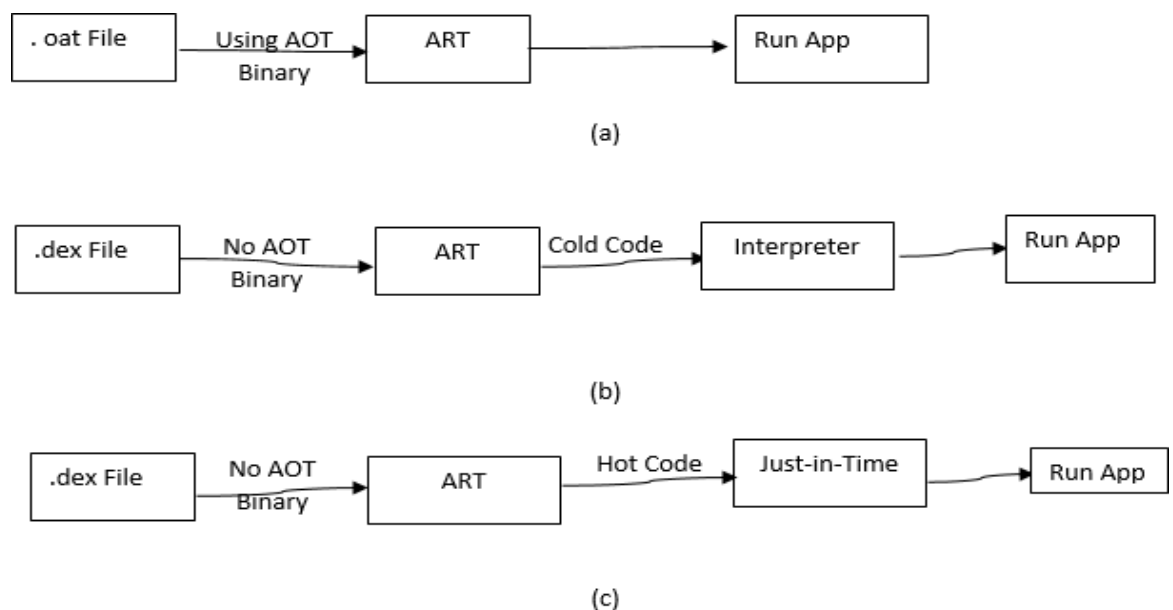 . oat File
Using AOT
Binary
ART
Run App
(a)
.dex File
No AOT
Binary
ART
Cold Code
Interpreter
Run App
(b)
.dex File
No AOT
Binary
ART
Hot Code
Just-in-Time
Run App
(c)